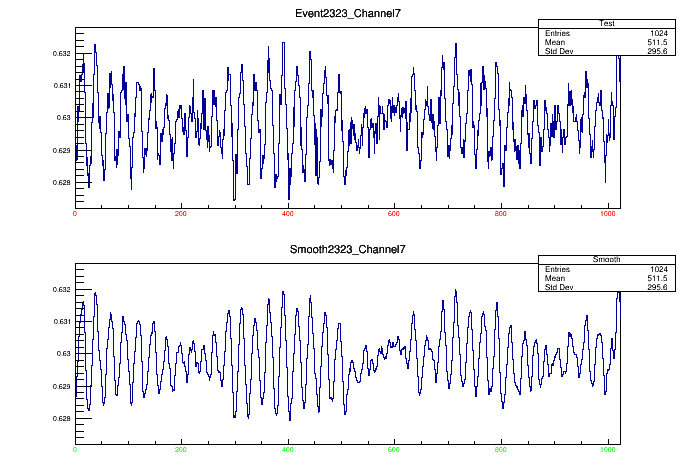 Event2323_Channel7
Test
Entries 1024
Mean 511.5
Std Dev 295.6
0.632
0.631
0.63
0.629
0.628
0 200 400 600 800 1000
Smooth2323_Channel7
Smooth
Entries 1024
Mean 511.5
Std Dev 295.6
0.632
0.631
0.63
0.629
0.628
0 200 400 600 800 1000